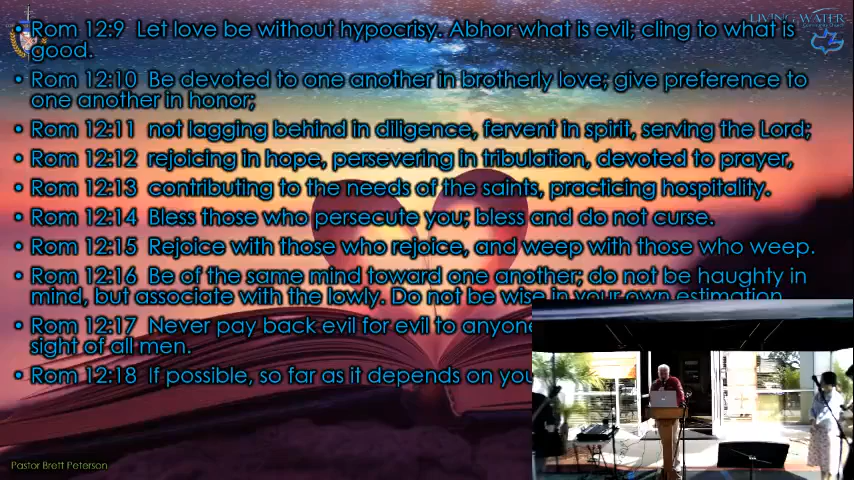 LIVING WATER
• Rom 12:9 Let love be without hypocrisy. Abhor what is evil; cling to what is
good.
• Rom 12:10 Be devoted to one another in brotherly love; give preference to
one another in honor;
• Rom 12:11 not lagging behind in diligence, fervent in spirit, serving the Lord;
• Rom 12:12 rejoicing in hope, persevering in tribulation, devoted to prayer,
• Rom 12:13 contributing to the needs of the saints, practicing hospitality.
• Rom 12:14 Bless those who persecute you; bless and do not curse.
• Rom 12:15 Rejoice with those who rejoice, and weep with those who weep.
• Rom 12:16 Be of the same mind toward one another; do not be haughty in
mind, but associate with the lowly. Do not be wise in your own estimation
• Rom 12:17 Never pay back evil for evil to anyone
sight of all men.
• Rom 12:18 If possible, so far as it depends on you
Pastor Brett Peterson